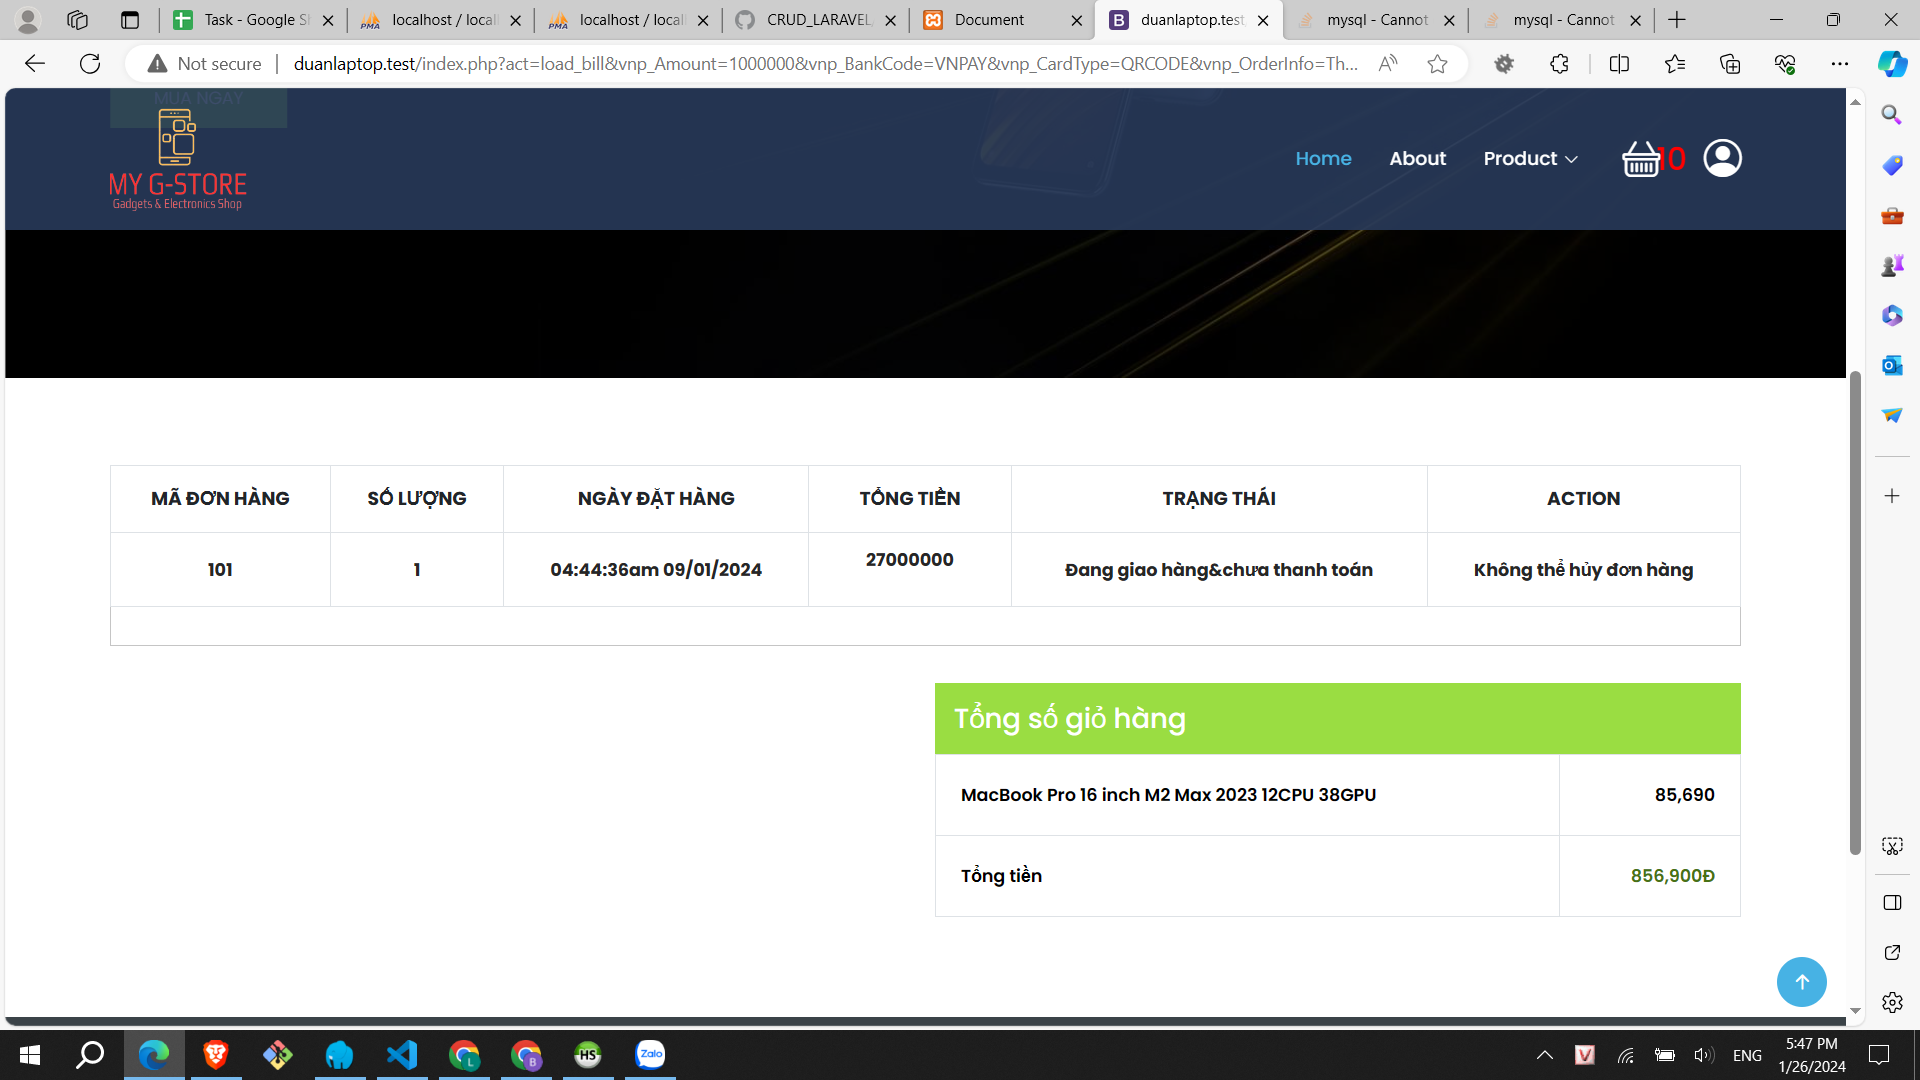 Task - Google S
localhost / local
localhost / local
CRUD_LARAVEL
Document
duanlaptop.test
mysql - Cannot
mysql - Cannot
Not secure
duanlaptop.test/index.php?act=load_bill&vnp_Amount=1000000&vnp_BankCode=VNPAY&vnp_CardType=QRCODE&vnp_OrderInfo=Th...
MUA NGAY
MY G-STORE
Gadgets & Electronics Shop
Home
About
Product
10
MÃ ĐƠN HÀNG
SỐ LƯỢNG
NGÀY ĐẶT HÀNG
TỔNG TIỀN
TRẠNG THÁI
ACTION
101
1
04:44:36am 09/01/2024
27000000
Đang giao hàng&chưa thanh toán
Không thể hủy đơn hàng
Tổng số giỏ hàng
MacBook Pro 16 inch M2 Max 2023 12CPU 38GPU
85,690
Tổng tiền
856,900Đ
ENG
5:47 PM
1/26/2024